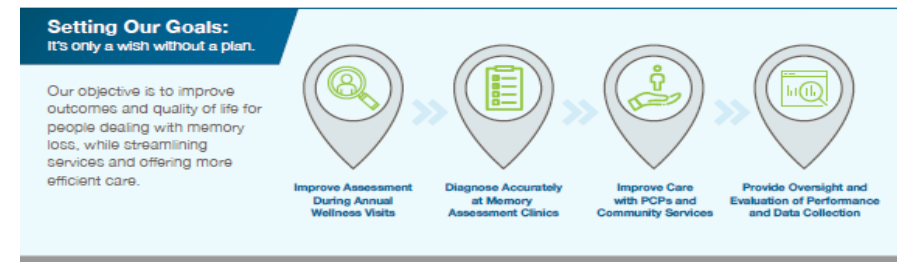 Setting Our Goals:
It's only a wish without a plan.
Our objective is to improve
outcomes and quality of life for
people dealing with memory
loss, while streamlining
services and offering more
efficient care.
Improve Assessment
During Annual
Wellness Visits
Diagnose Accurately
at Memory
Assessment Clinics
Improve Care
with PCPs and
Community Services
Provide Oversight and
Evaluation of Performance
and Data Collection